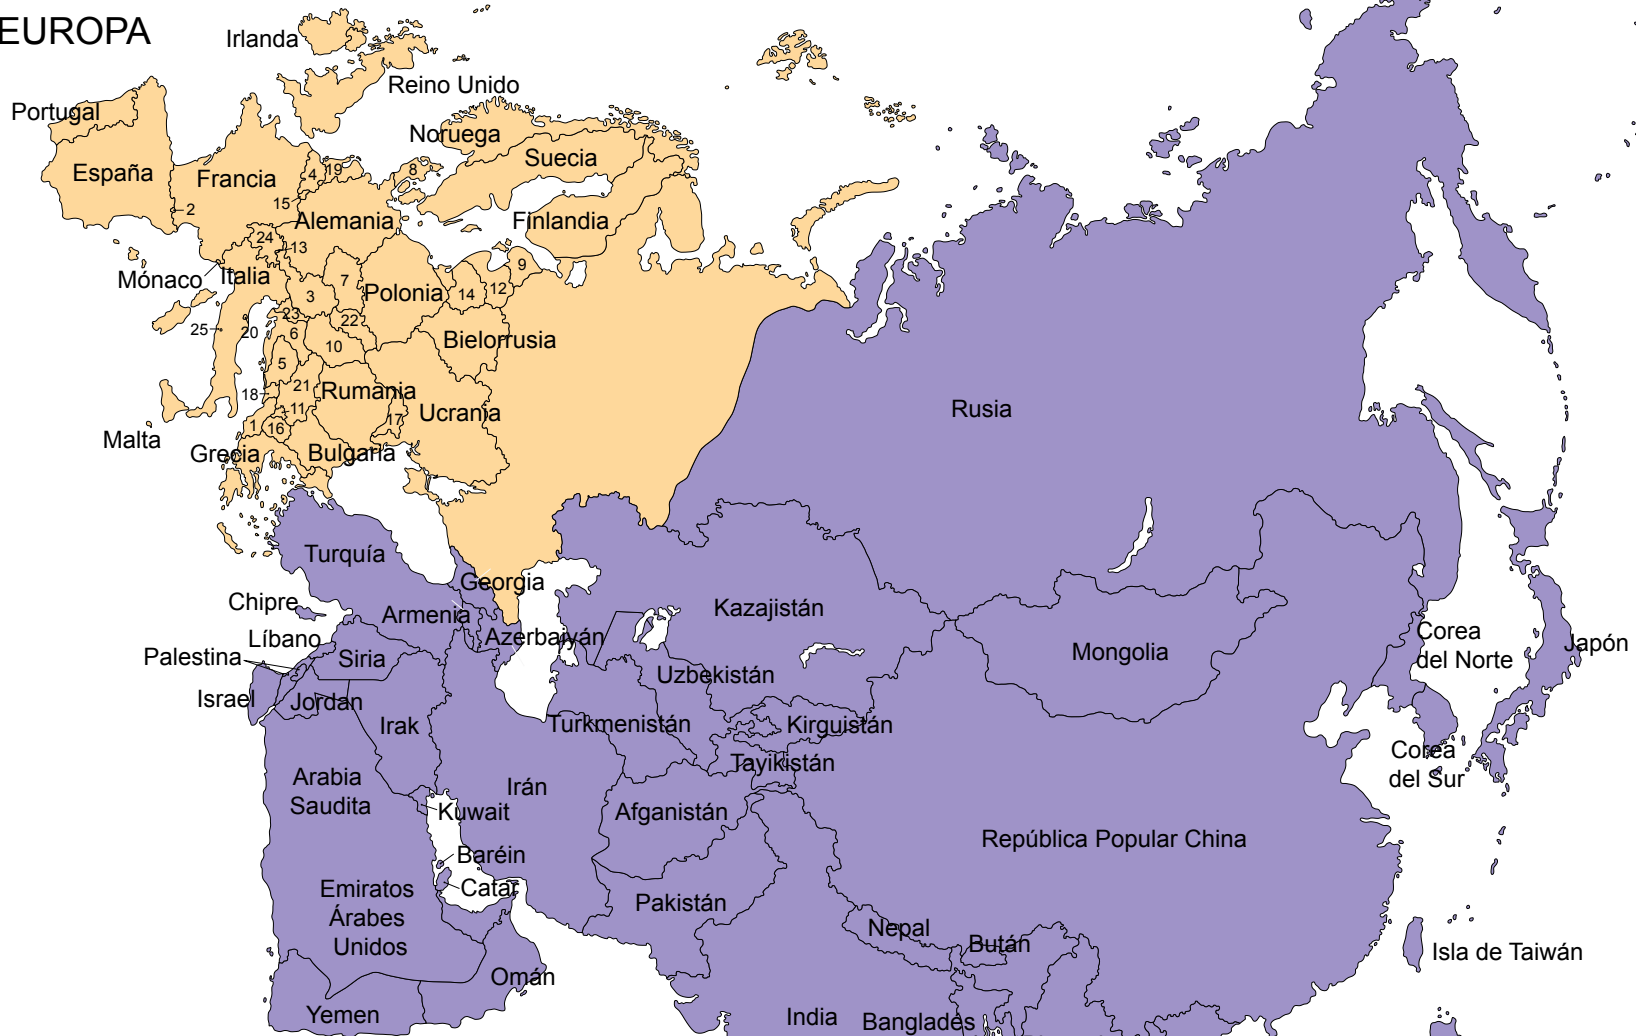 EUROPA
Irlanda
Reino Unido
Portugal
Noruega
España
Francia
4
19
8
Suecia
2
15
Alemania
Finlandia
24
13
Mónaco
Italia
7
9
3
Polonia
14
12
23
22
25
20
6
10
Bielorrusia
5
18
21
Rumania
11
17
Ucrania
Rusia
1
16
Malta
Grecia
Bulgaria
Turquía
Georgia
Chipre
Armenia
Kazajistán
Líbano
Azerbaiyán
Corea
del Norte
Japón
Palestina
Siria
Mongolia
Uzbekistán
Israel
Jordan
Irak
Turkmenistán
Kirguistán
Corea
del Sur
Tayikistán
Arabia
Saudita
Irán
Kuwait
Afganistán
República Popular China
Baréin
Catar
Emiratos
Árabes
Unidos
Pakistán
Nepal
Bután
Isla de Taiwán
Omán
Yemen
India
Bangladés